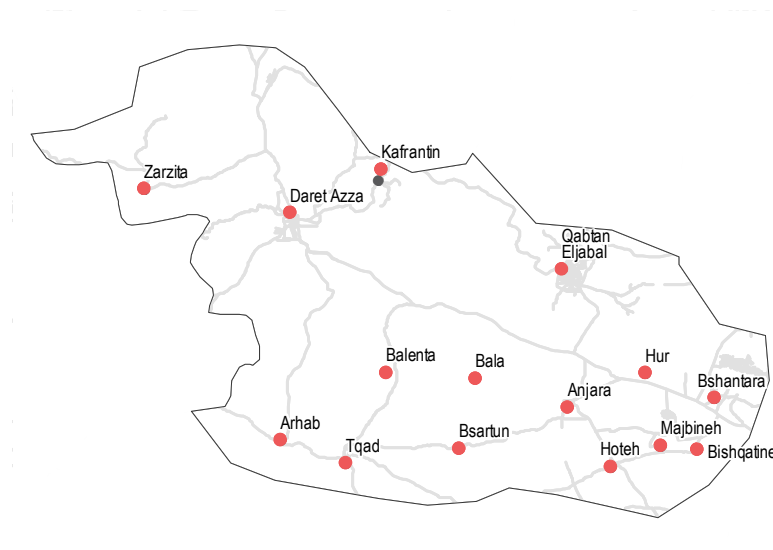 Kafrantin
Zarzita
Daret Azza
Qabtan
Eljabal
Balenta
Bala
Hur
Bshantara
Anjara
Arhab
Tqad
Bsartun
Hoteh
Majbineh
Bishqatine